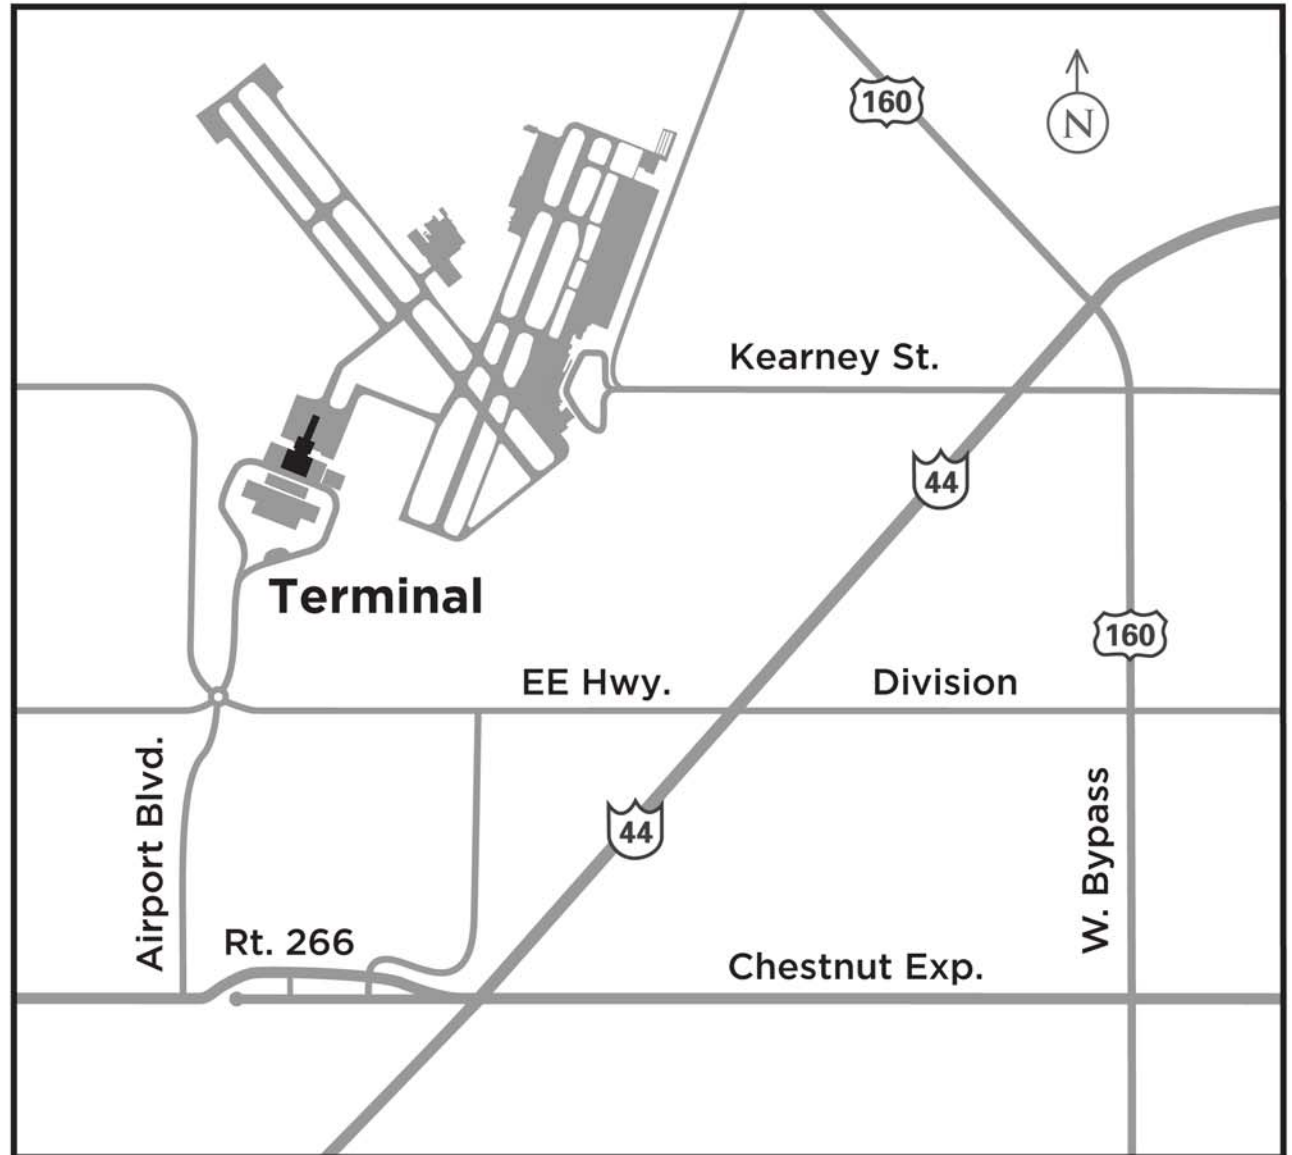 160
N
Kearney St.
44
Terminal
160
EE Hwy.
Division
Airport Blvd.
44
W. Bypass
Rt. 266
Chestnut Exp.